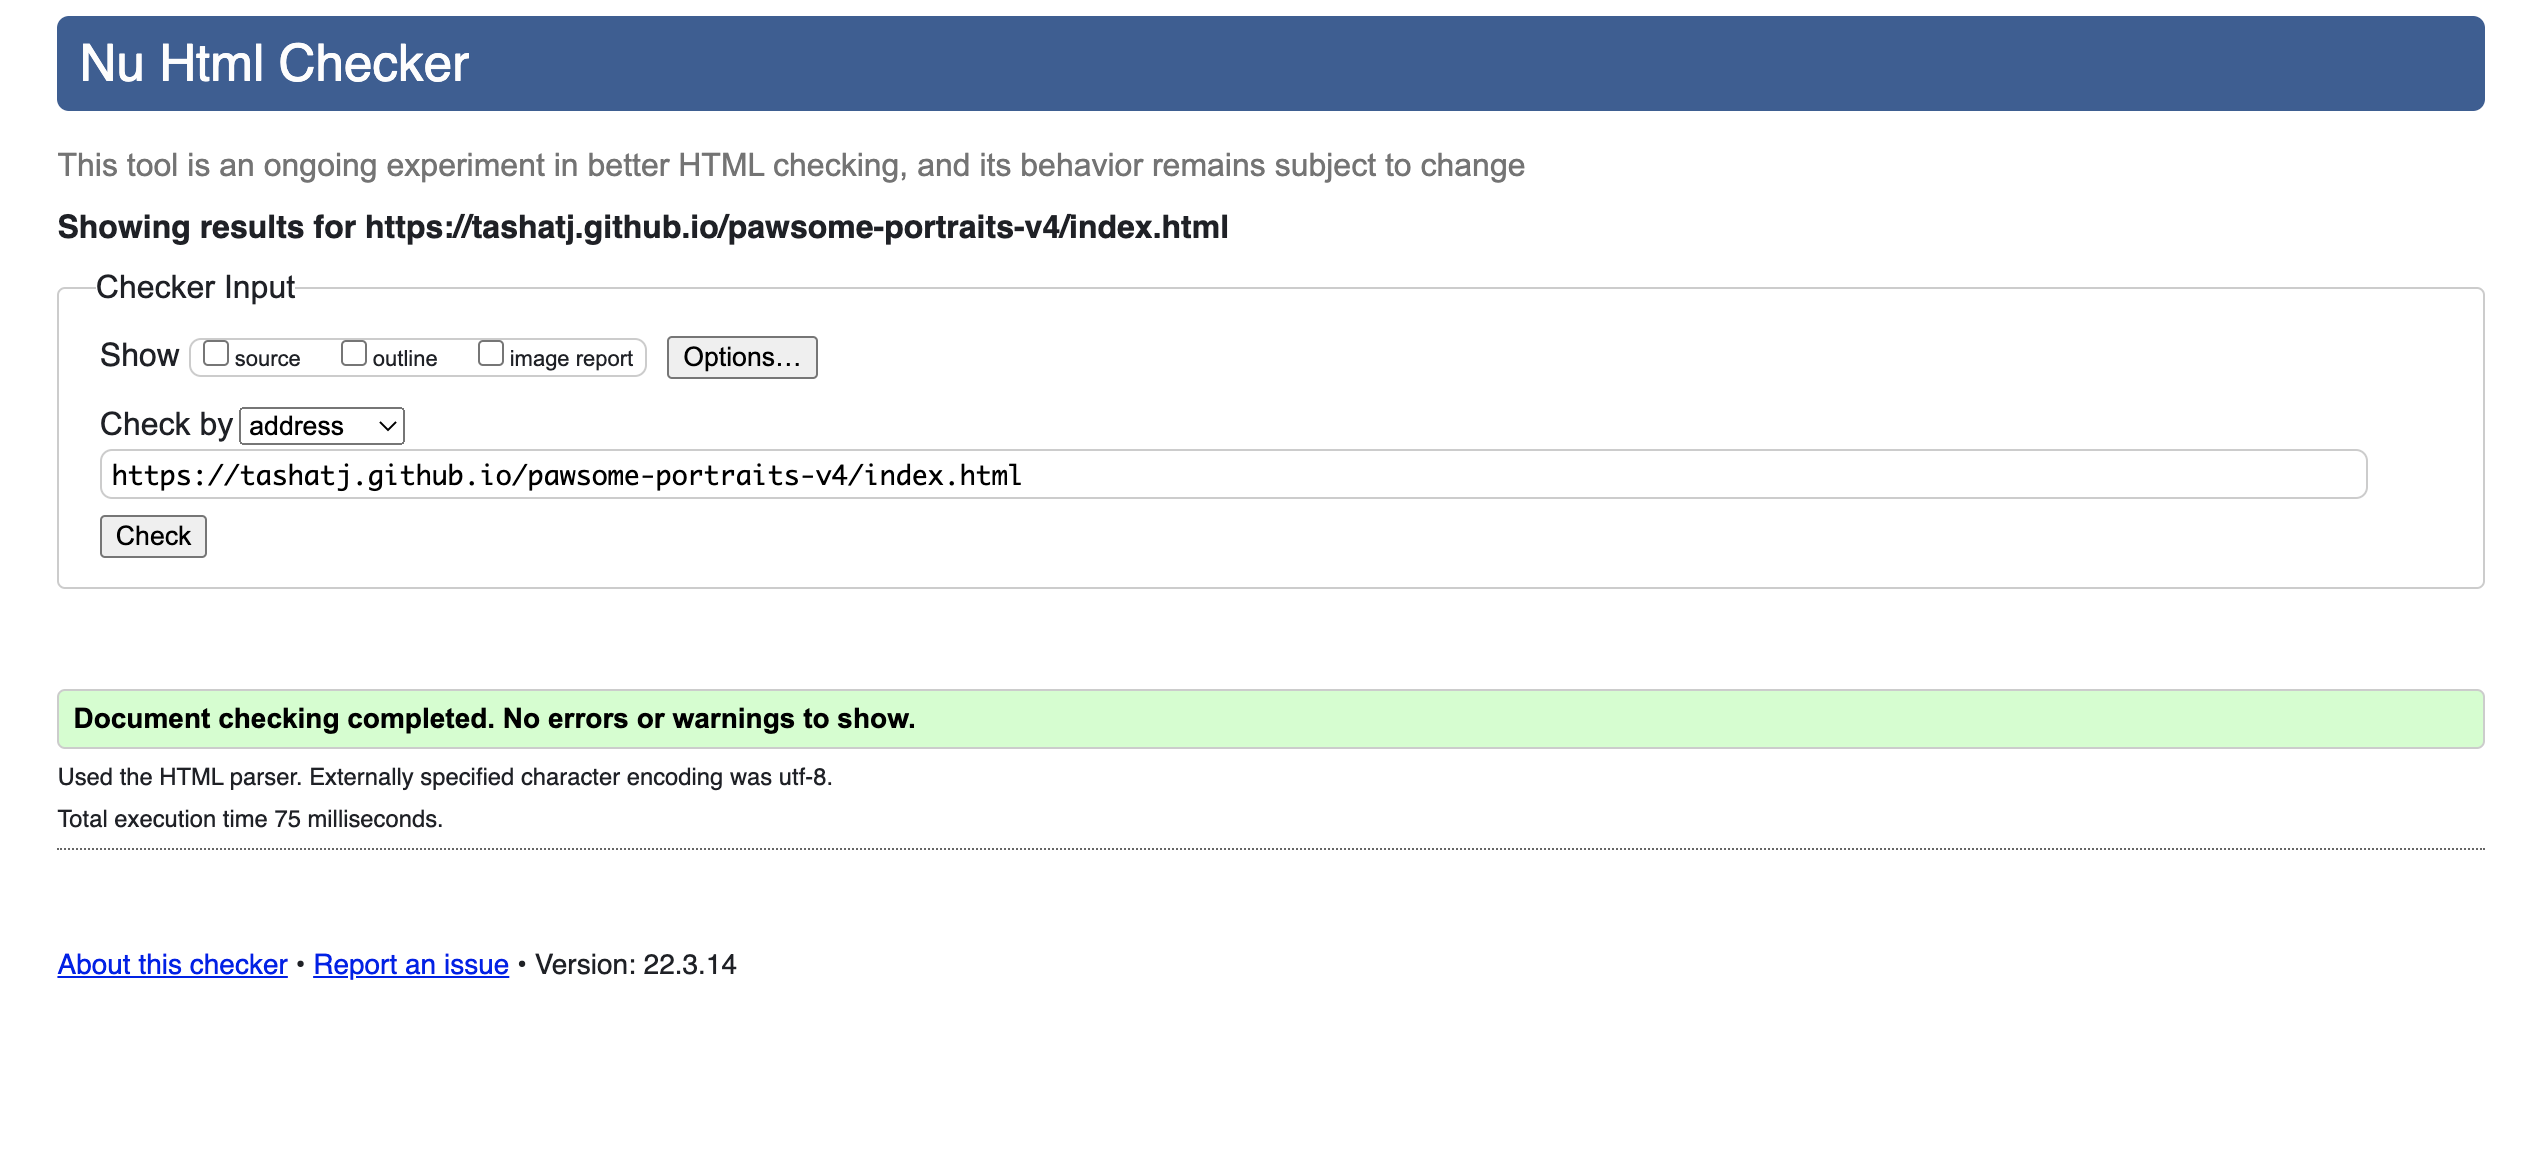 Nu Html Checker
This tool is an ongoing experiment in better HTML checking, and its behavior remains subject to change
Showing results for https://tashatj.github.io/pawsome-portraits-v4/index.html
Checker Input
Show source outline image report Options…
Check by address
https://tashatj.github.io/pawsome-portraits-v4/index.html
Check
Document checking completed. No errors or warnings to show.
Used the HTML parser. Externally specified character encoding was utf-8.
Total execution time 75 milliseconds.
About this checker • Report an issue • Version: 22.3.14